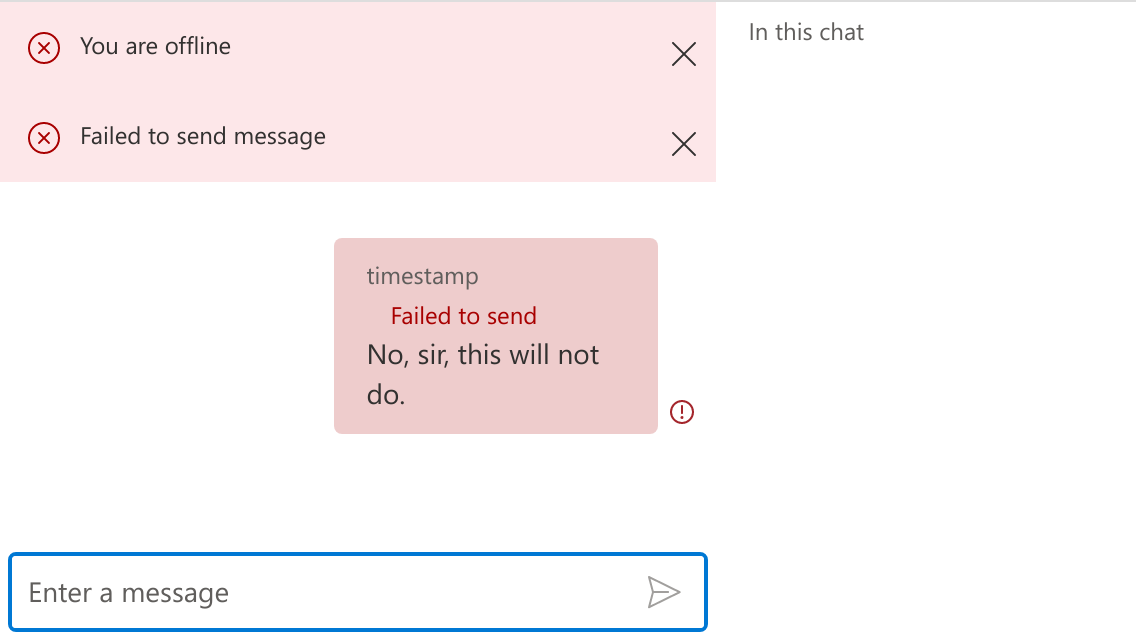 You are offline
In this chat
Failed to send message
timestamp
Failed to send
No, sir, this will not
do.
Enter a message